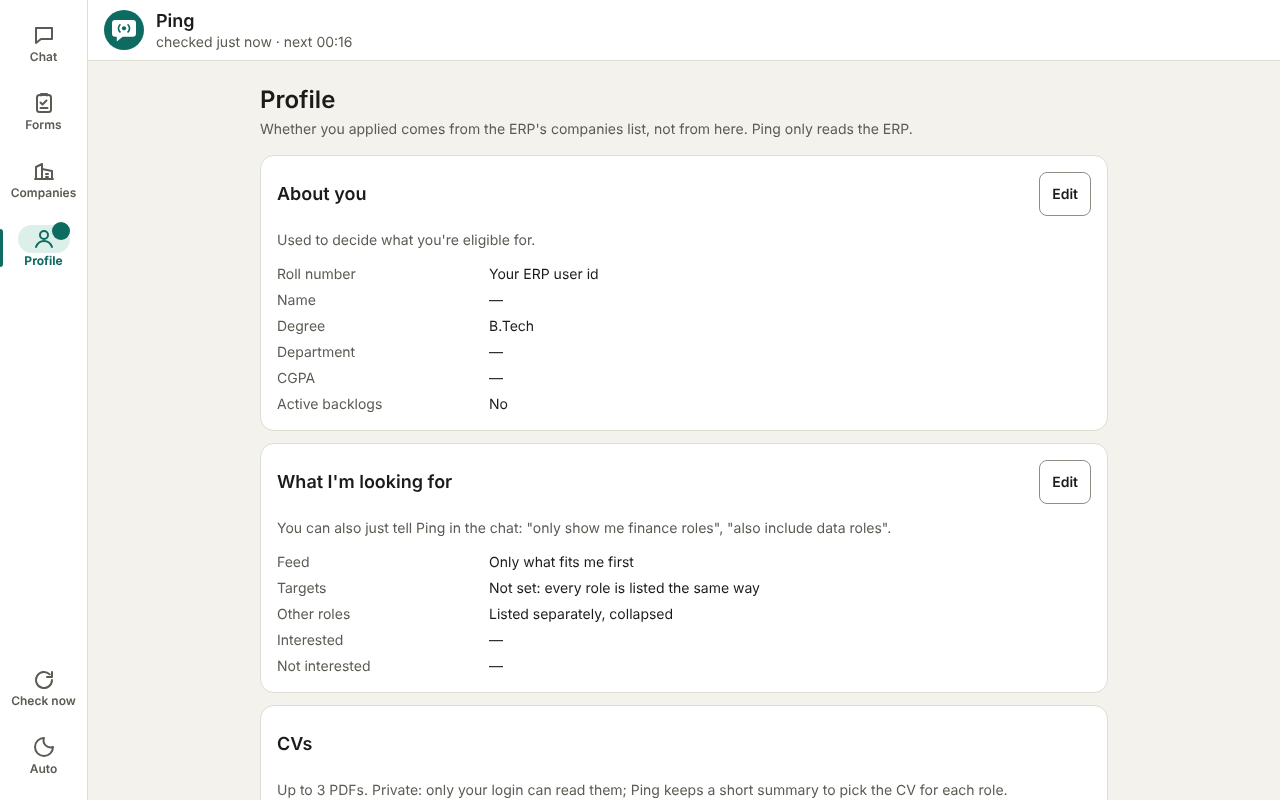 Ping
checked just now · next 00:16
Chat
Forms
Companies
Profile
Check now
Auto
Profile
Whether you applied comes from the ERP's companies list, not from here. Ping only reads the ERP.
About you
Edit
Used to decide what you're eligible for.
Roll number Your ERP user id
Name —
Degree B.Tech
Department —
CGPA —
Active backlogs No
What I'm looking for
Edit
You can also just tell Ping in the chat: "only show me finance roles", "also include data roles".
Feed Only what fits me first
Targets Not set: every role is listed the same way
Other roles Listed separately, collapsed
Interested —
Not interested —
CVs
Up to 3 PDFs. Private: only your login can read them; Ping keeps a short summary to pick the CV for each role.